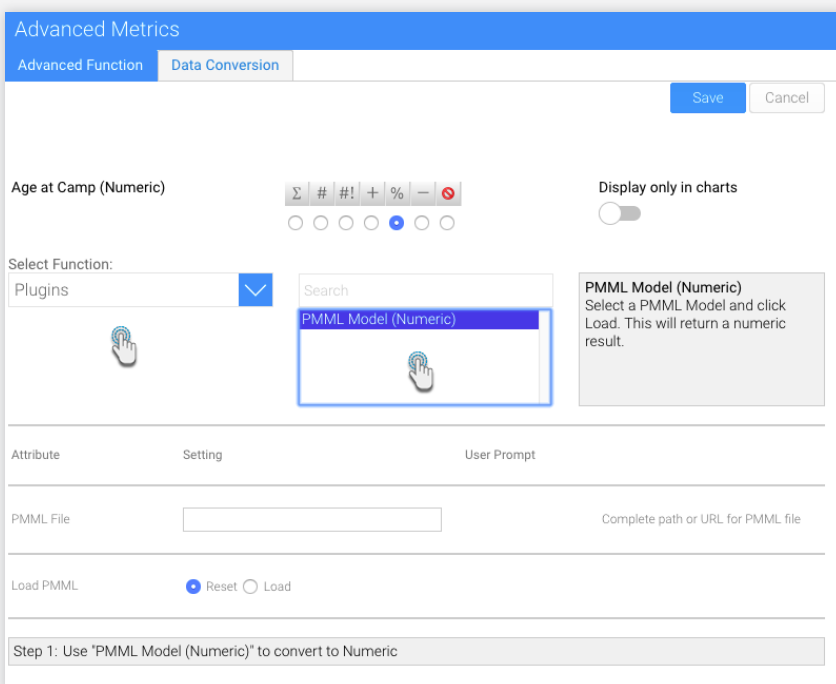 Advanced Metrics
Advanced Function
Data Conversion
Save
Cancel
Age at Camp (Numeric)
Σ # #! + % −
Display only in charts
Select Function:
Plugins
Search
PMML Model (Numeric)
PMML Model (Numeric)
Select a PMML Model and click
Load. This will return a numeric
result.
Attribute
Setting
User Prompt
PMML File
Complete path or URL for PMML file
Load PMML
Reset
Load
Step 1: Use "PMML Model (Numeric)" to convert to Numeric